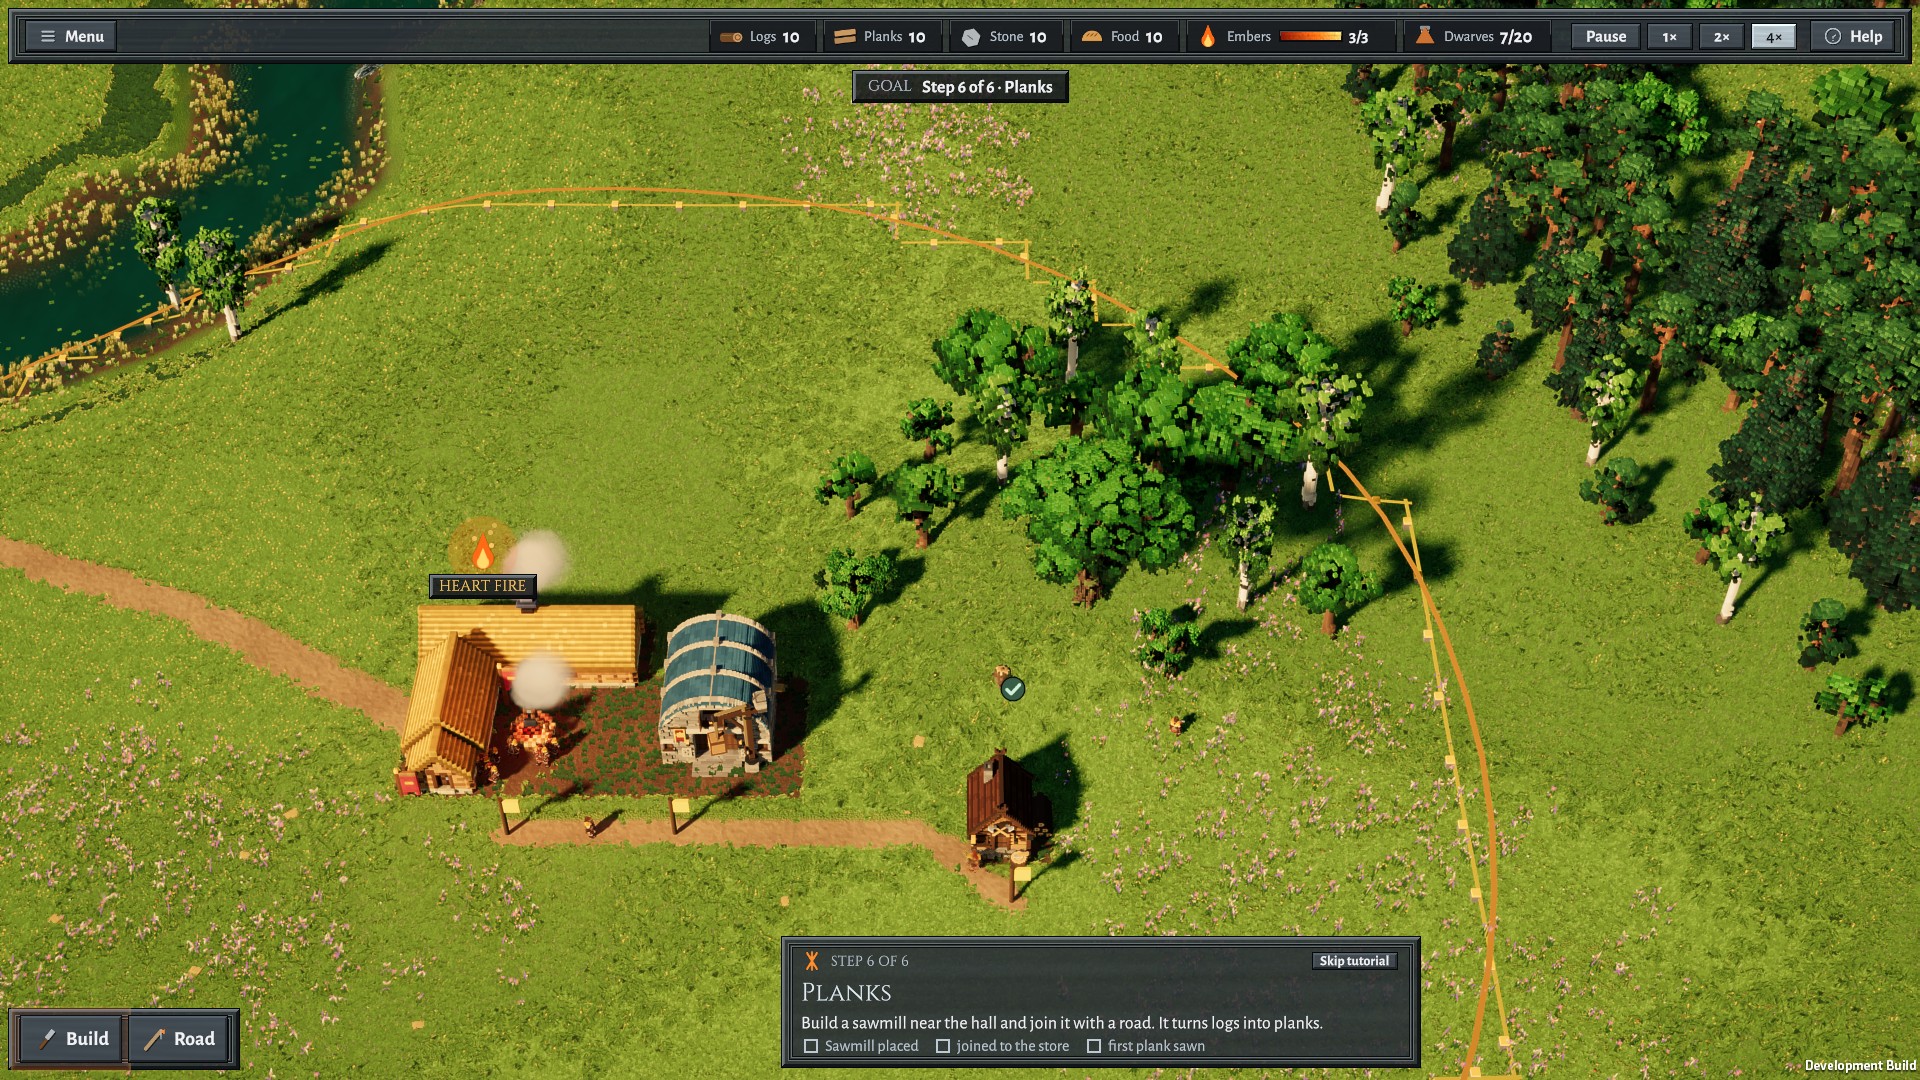 Menu
Logs 10
Planks 10
Stone 10
Food 10
Embers 3/3
Dwarves 7/20
Pause
1×
2×
4×
Help
GOAL Step 6 of 6 · Planks
HEART FIRE
STEP 6 OF 6
Skip tutorial
PLANKS
Build a sawmill near the hall and join it with a road. It turns logs into planks.
Sawmill placed
joined to the store
first plank sawn
Build
Road
Development Build